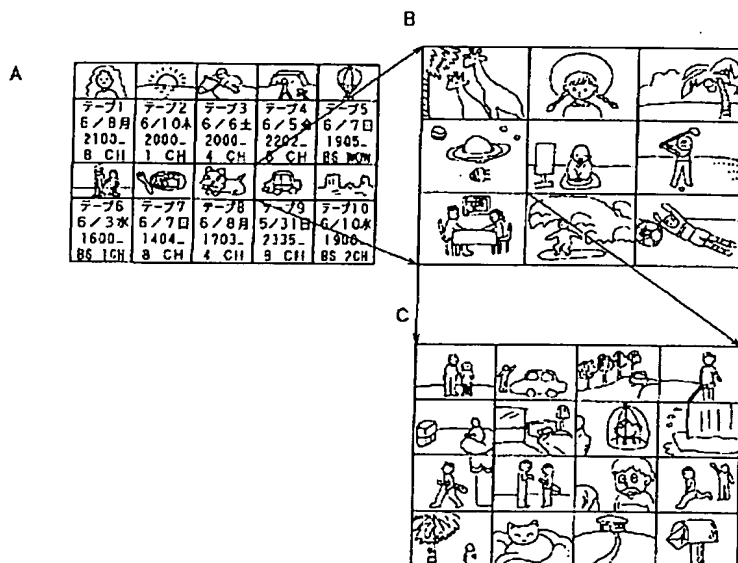 B
A
テープ1 テープ2 テープ3 テープ4 テープ5
6/8月 6/10水 6/6土 6/5金 6/7日
2100_ 2000_ 2000_ 2202_ 1905_
8 CH 1 CH 4 CH 6 CH BS WOW
テープ6 テープ7 テープ8 テープ9 テープ10
6/3水 6/7日 6/8月 5/31日 6/10水
1600_ 1404_ 1703_ 2335_ 1900_
BS 1CH 8 CH 4 CH 8 CH BS 2CH
C